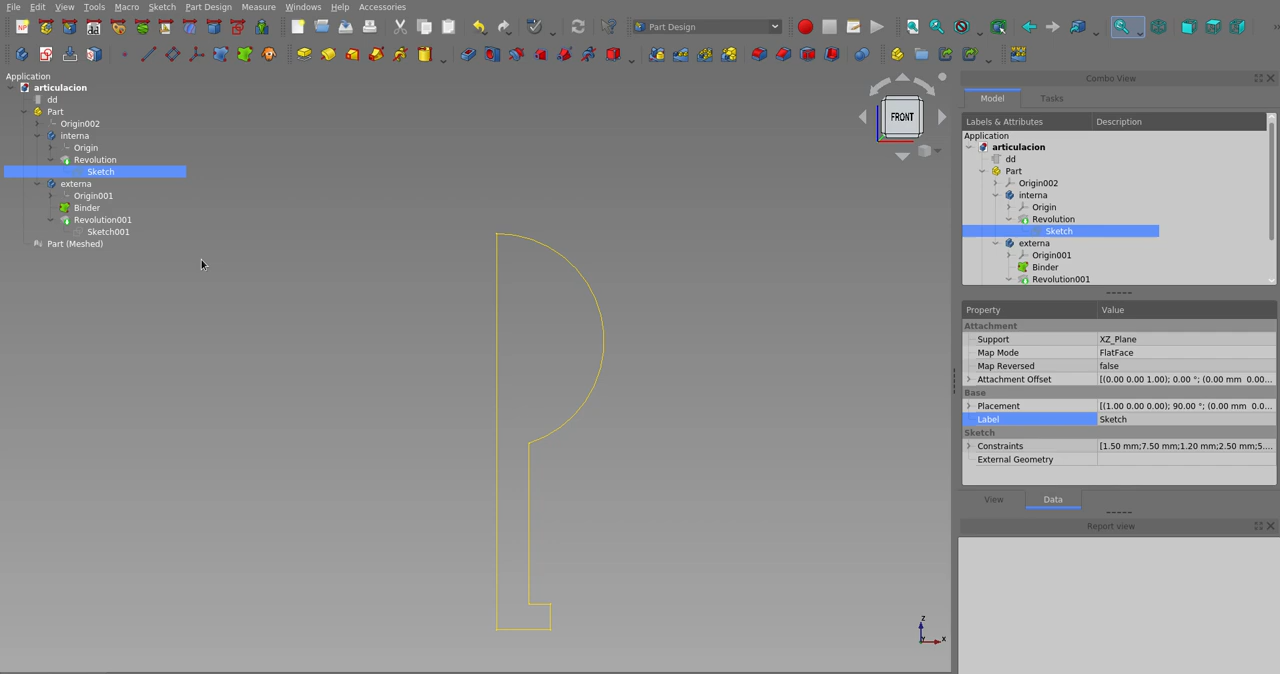 File Edit View Tools Macro Sketch Part Design Measure Windows Help Accessories
Part Design
Application
articulacion
dd
Part
Origin002
interna
Origin
Revolution
Sketch
externa
Origin001
Binder
Revolution001
Sketch001
Part (Meshed)
FRONT
Z
Y
X
Combo View
Model Tasks
Labels & Attributes Description
Application
articulacion
dd
Part
Origin002
interna
Origin
Revolution
Sketch
externa
Origin001
Binder
Revolution001
Property Value
Attachment
Support XZ_Plane
Map Mode FlatFace
Map Reversed false
Attachment Offset [(0.00 0.00 1.00); 0.00 °; (0.00 mm 0.00...
Base
Placement [(1.00 0.00 0.00); 90.00 °; (0.00 mm 0.0...
Label Sketch
Sketch
Constraints [1.50 mm;7.50 mm;1.20 mm;2.50 mm;5....
External Geometry
View Data
Report view